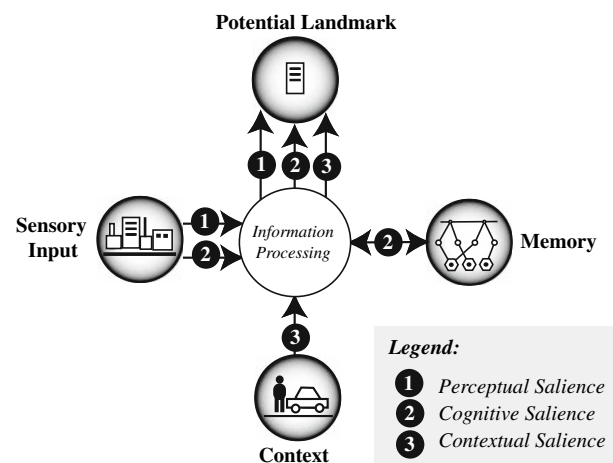 Potential Landmark
1
2
3
Sensory
Input
1
2
Information
Processing
2
Memory
3
Context
Legend:
1 Perceptual Salience
2 Cognitive Salience
3 Contextual Salience